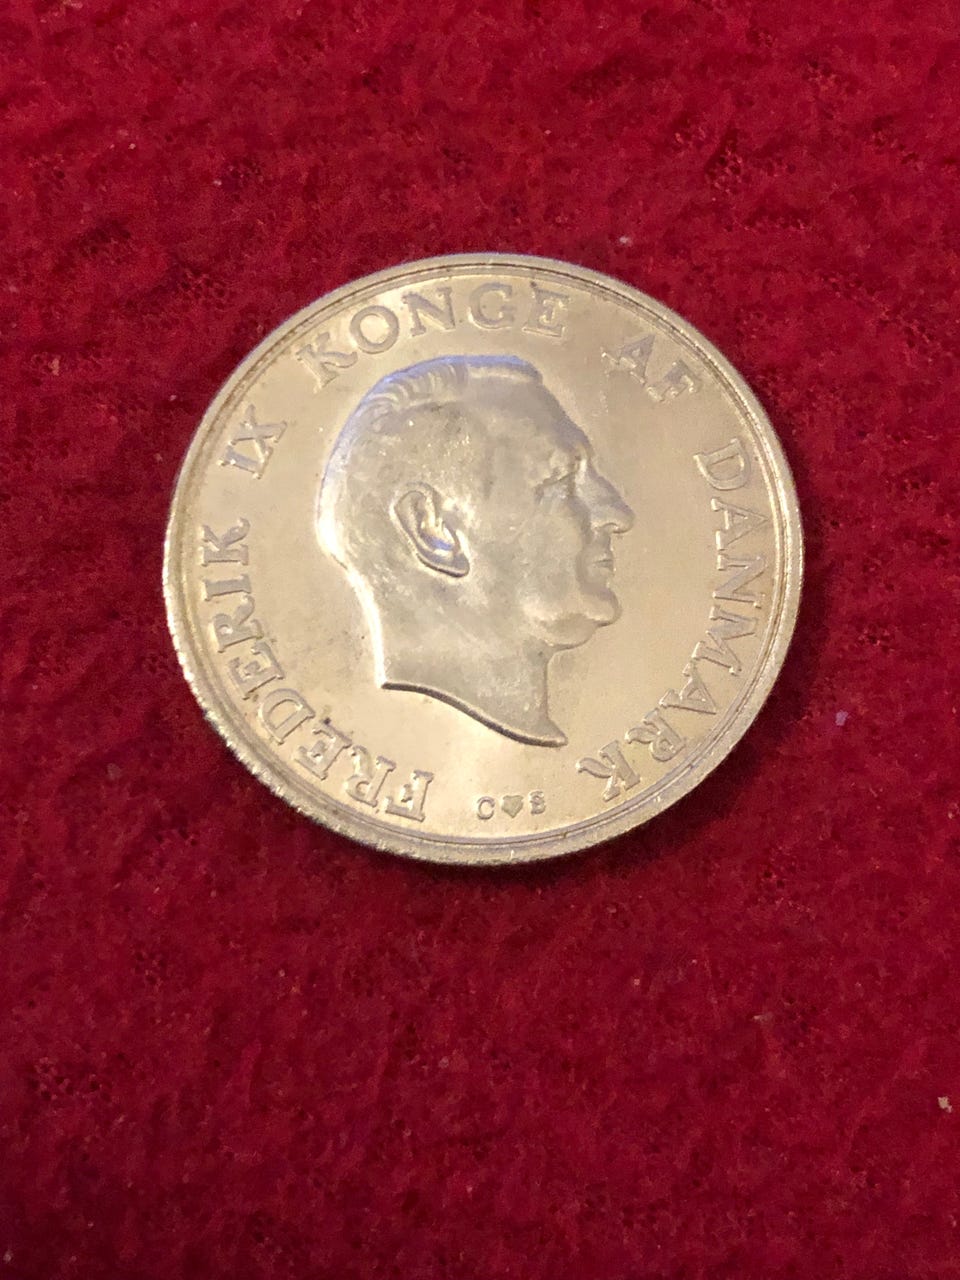 FREDERIK IX KONGE AF DANMARK
C♥S